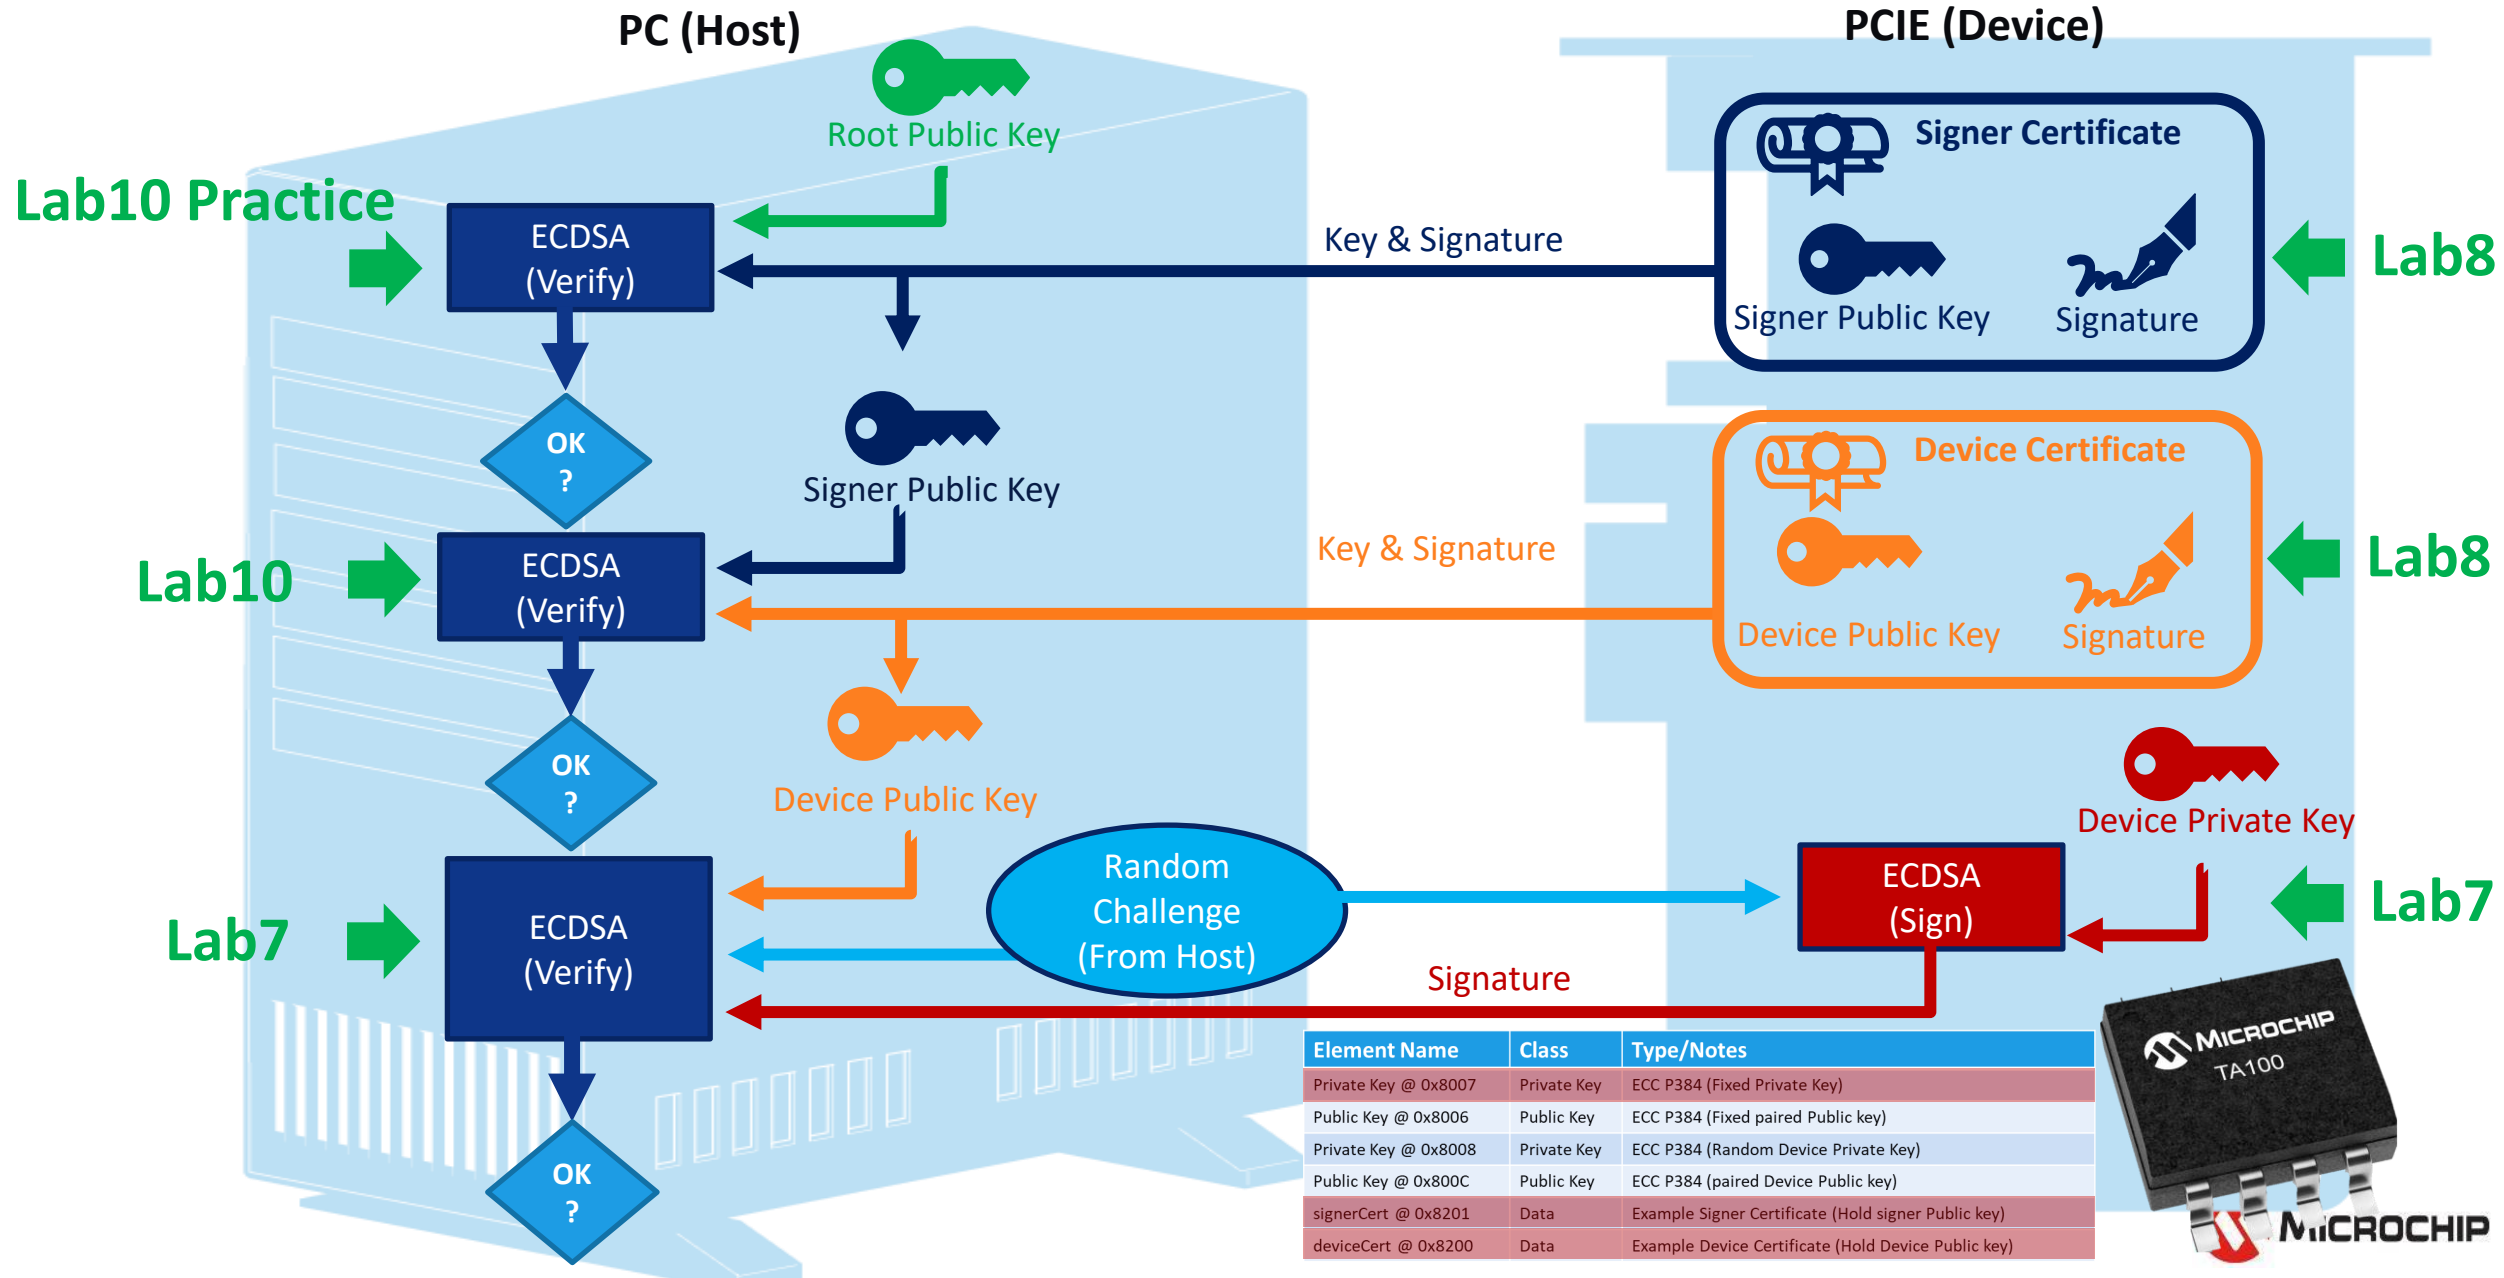 PC (Host)
PCIE (Device)
Root Public Key
Signer Certificate
Lab10 Practice
ECDSA
(Verify)
Key & Signature
Signer Public Key
Signature
Lab8
OK
?
Signer Public Key
Device Certificate
Lab10
ECDSA
(Verify)
Key & Signature
Device Public Key
Signature
Lab8
OK
?
Device Public Key
Device Private Key
Lab7
ECDSA
(Verify)
Random
Challenge
(From Host)
ECDSA
(Sign)
Lab7
Signature
OK
?
Element Name Class Type/Notes
Private Key @ 0x8007 Private Key ECC P384 (Fixed Private Key)
Public Key @ 0x8006 Public Key ECC P384 (Fixed paired Public key)
Private Key @ 0x8008 Private Key ECC P384 (Random Device Private Key)
Public Key @ 0x800C Public Key ECC P384 (paired Device Public key)
signerCert @ 0x8201 Data Example Signer Certificate (Hold signer Public key)
deviceCert @ 0x8200 Data Example Device Certificate (Hold Device Public key)
MICROCHIP
TA100
MICROCHIP